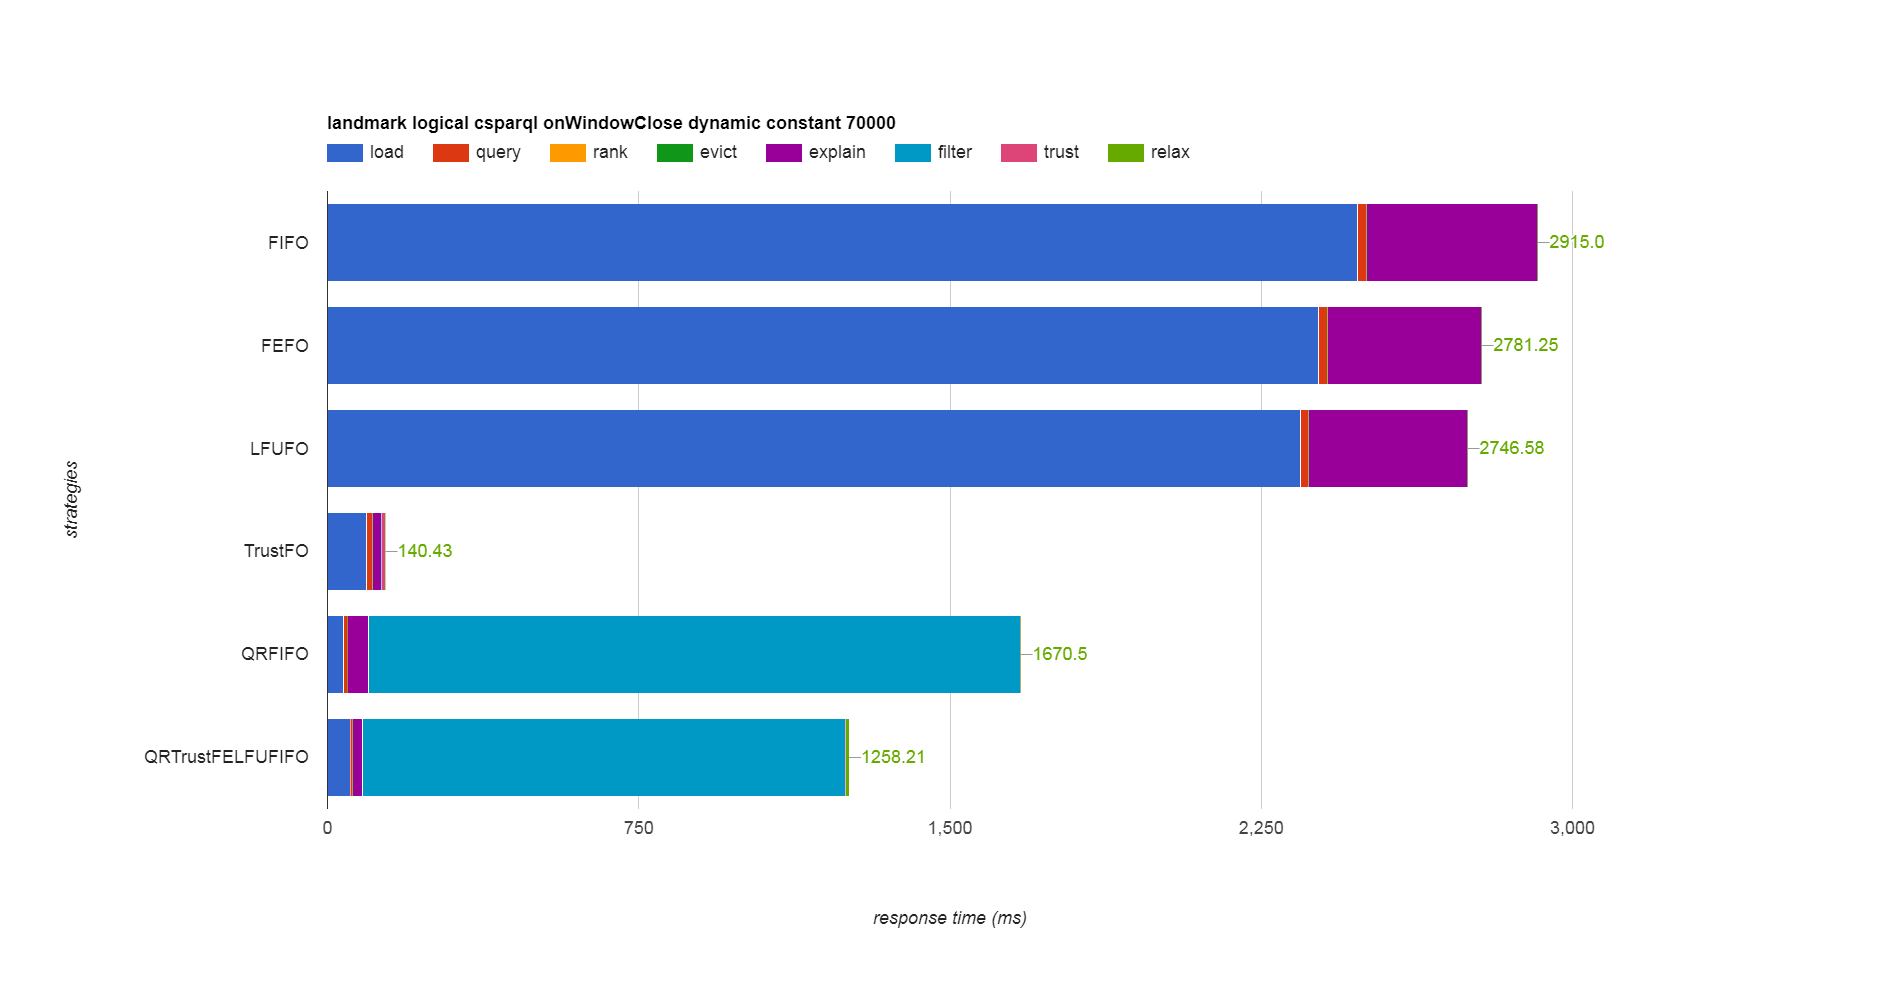 landmark logical csparql onWindowClose dynamic constant 70000
load query rank evict explain filter trust relax
FIFO 2915.0
FEFO 2781.25
LFUFO 2746.58
strategies
TrustFO 140.43
QRFIFO 1670.5
QRTrustFELFUFIFO 1258.21
0 750 1,500 2,250 3,000
response time (ms)